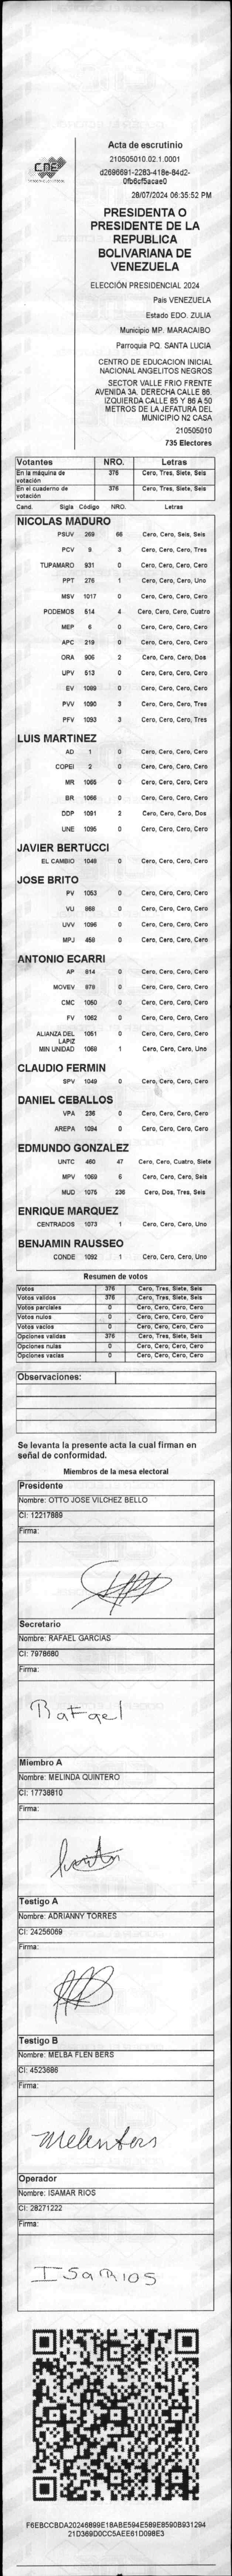 CNE
Acta de escrutinio
210505010.02.1.0001
d2696691-2283-418e-84d2-
0fb6cf5acae0
28/07/2024 06:35:52 PM
PRESIDENTA O
PRESIDENTE DE LA
REPUBLICA
BOLIVARIANA DE
VENEZUELA
ELECCIÓN PRESIDENCIAL 2024
País VENEZUELA
Estado EDO. ZULIA
Municipio MP. MARACAIBO
Parroquia PQ. SANTA LUCIA
CENTRO DE EDUCACION INICIAL
NACIONAL ANGELITOS NEGROS
SECTOR VALLE FRIO FRENTE
AVENIDA 3A. DERECHA CALLE 86.
IZQUIERDA CALLE 85 Y 86 A 50
METROS DE LA JEFATURA DEL
MUNICIPIO N2 CASA
210505010
735 Electores
Votantes NRO. Letras
En la máquina de votación 376 Cero, Tres, Siete, Seis
En el cuaderno de votación 376 Cero, Tres, Siete, Seis
Cand. Sigla Código NRO. Letras
NICOLAS MADURO
PSUV 269 66 Cero, Cero, Seis, Seis
PCV 9 3 Cero, Cero, Cero, Tres
TUPAMARO 931 0 Cero, Cero, Cero, Cero
PPT 276 1 Cero, Cero, Cero, Uno
MSV 1017 0 Cero, Cero, Cero, Cero
PODEMOS 514 4 Cero, Cero, Cero, Cuatro
MEP 6 0 Cero, Cero, Cero, Cero
APC 219 0 Cero, Cero, Cero, Cero
ORA 906 2 Cero, Cero, Cero, Dos
UPV 513 0 Cero, Cero, Cero, Cero
EV 1089 0 Cero, Cero, Cero, Cero
PVV 1090 3 Cero, Cero, Cero, Tres
PFV 1093 3 Cero, Cero, Cero, Tres
LUIS MARTINEZ
AD 1 0 Cero, Cero, Cero, Cero
COPEI 2 0 Cero, Cero, Cero, Cero
MR 1065 0 Cero, Cero, Cero, Cero
BR 1066 0 Cero, Cero, Cero, Cero
DDP 1091 2 Cero, Cero, Cero, Dos
UNE 1095 0 Cero, Cero, Cero, Cero
JAVIER BERTUCCI
EL CAMBIO 1048 0 Cero, Cero, Cero, Cero
JOSE BRITO
PV 1053 0 Cero, Cero, Cero, Cero
VU 868 0 Cero, Cero, Cero, Cero
UVV 1096 0 Cero, Cero, Cero, Cero
MPJ 458 0 Cero, Cero, Cero, Cero
ANTONIO ECARRI
AP 814 0 Cero, Cero, Cero, Cero
MOVEV 878 0 Cero, Cero, Cero, Cero
CMC 1050 0 Cero, Cero, Cero, Cero
FV 1052 0 Cero, Cero, Cero, Cero
ALIANZA DEL LAPIZ 1051 0 Cero, Cero, Cero, Cero
MIN UNIDAD 1068 1 Cero, Cero, Cero, Uno
CLAUDIO FERMIN
SPV 1049 0 Cero, Cero, Cero, Cero
DANIEL CEBALLOS
VPA 236 0 Cero, Cero, Cero, Cero
AREPA 1094 0 Cero, Cero, Cero, Cero
EDMUNDO GONZALEZ
UNTC 460 47 Cero, Cero, Cuatro, Siete
MPV 1069 6 Cero, Cero, Cero, Seis
MUD 1075 236 Cero, Dos, Tres, Seis
ENRIQUE MARQUEZ
CENTRADOS 1073 1 Cero, Cero, Cero, Uno
BENJAMIN RAUSSEO
CONDE 1092 1 Cero, Cero, Cero, Uno
Resumen de votos
Votos 376 Cero, Tres, Siete, Seis
Votos validos 376 Cero, Tres, Siete, Seis
Votos parciales 0 Cero, Cero, Cero, Cero
Votos nulos 0 Cero, Cero, Cero, Cero
Votos vacios 0 Cero, Cero, Cero, Cero
Opciones validas 376 Cero, Tres, Siete, Seis
Opciones nulas 0 Cero, Cero, Cero, Cero
Opciones vacias 0 Cero, Cero, Cero, Cero
Observaciones:
Se levanta la presente acta la cual firman en
señal de conformidad.
Miembros de la mesa electoral
Presidente
Nombre: OTTO JOSE VILCHEZ BELLO
CI: 12217889
Firma:
Secretario
Nombre: RAFAEL GARCIAS
CI: 7978680
Firma:
Rafael
Miembro A
Nombre: MELINDA QUINTERO
CI: 17738810
Firma:
Testigo A
Nombre: ADRIANNY TORRES
CI: 24256069
Firma:
Testigo B
Nombre: MELBA FLEN BERS
CI: 4523686
Firma:
Operador
Nombre: ISAMAR RIOS
CI: 28271222
Firma:
F6EBCCBDA20246899E18ABE594E589E8590B931294
21D369D0CC5AEE61D098E3